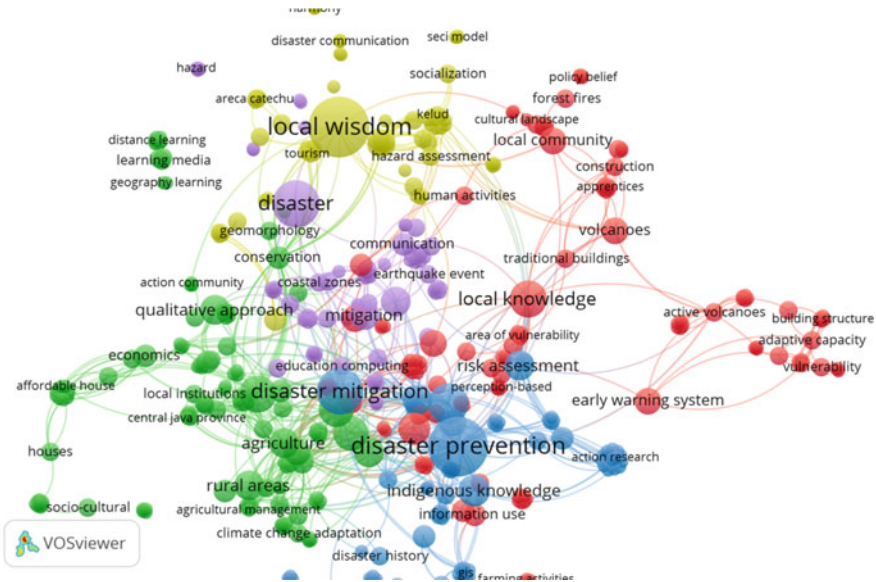 harmony
disaster communication
seci model
hazard
socialization
policy belief
areca catechu
forest fires
kelud
cultural landscape
local wisdom
distance learning
local community
tourism
hazard assessment
learning media
construction
geography learning
apprentices
human activities
disaster
geomorphology
volcanoes
communication
conservation
traditional buildings
earthquake event
action community
coastal zones
local knowledge
qualitative approach
mitigation
active volcanoes
building structure
area of vulnerability
adaptive capacity
economics
education computing
risk assessment
vulnerability
affordable house
local institutions
disaster mitigation
perception-based
early warning system
central java province
agriculture
disaster prevention
houses
action research
rural areas
indigenous knowledge
socio-cultural
agricultural management
information use
climate change adaptation
VOSviewer
disaster history
gis
farming activities